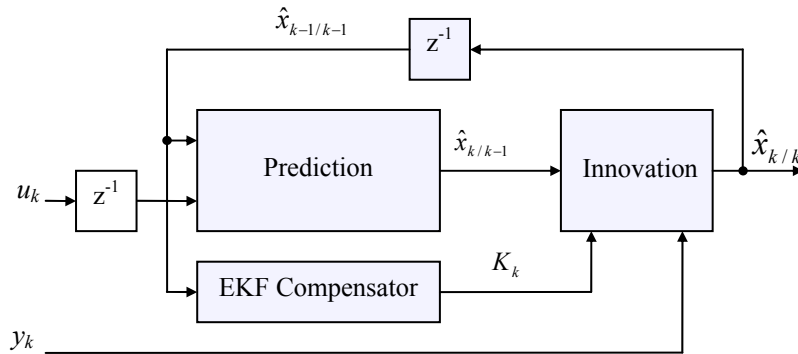 x̂ₖ₋₁/ₖ₋₁
z⁻¹
Prediction
x̂ₖ/ₖ₋₁
Innovation
x̂ₖ/ₖ
uₖ
z⁻¹
EKF Compensator
Kₖ
yₖ